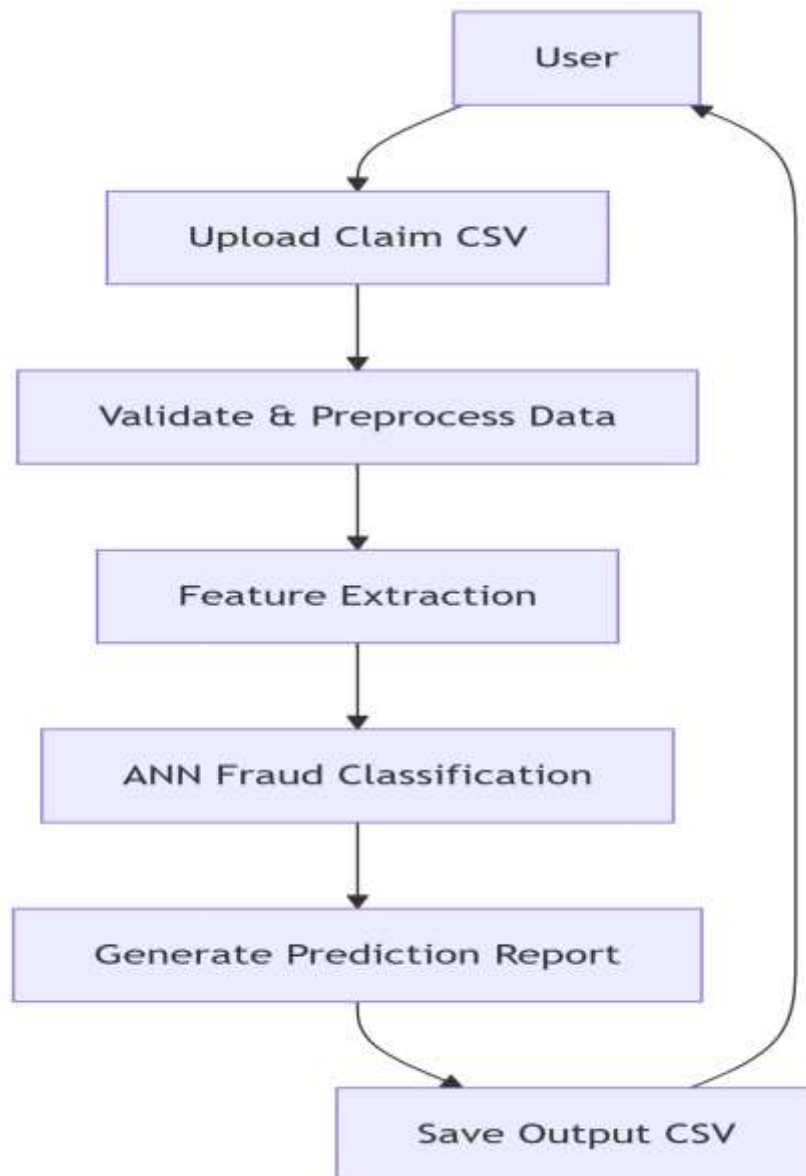 User
Upload Claim CSV
Validate & Preprocess Data
Feature Extraction
ANN Fraud Classification
Generate Prediction Report
Save Output CSV